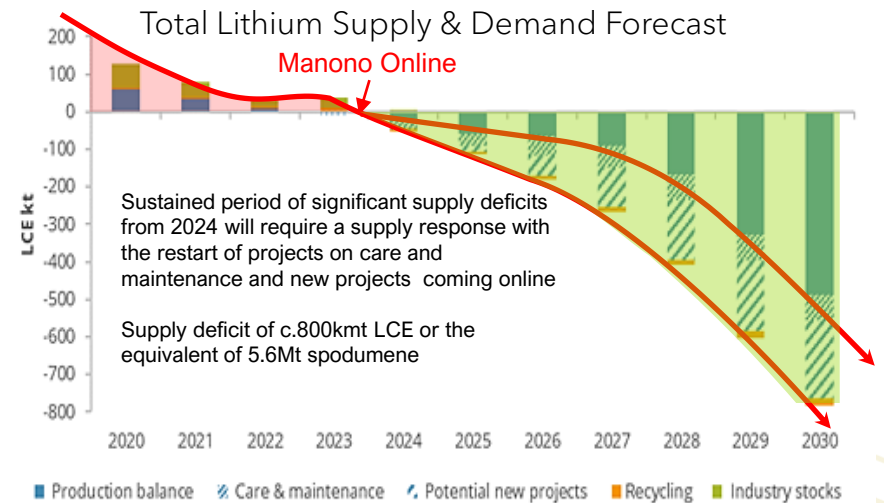 Total Lithium Supply & Demand Forecast
Manono Online
200
100
0
-100
-200
-300
-400
-500
-600
-700
-800
LCE kt
Sustained period of significant supply deficits
from 2024 will require a supply response with
the restart of projects on care and
maintenance and new projects coming online
Supply deficit of c.800kmt LCE or the
equivalent of 5.6Mt spodumene
2020 2021 2022 2023 2024 2025 2026 2027 2028 2029 2030
Production balance Care & maintenance Potential new projects Recycling Industry stocks